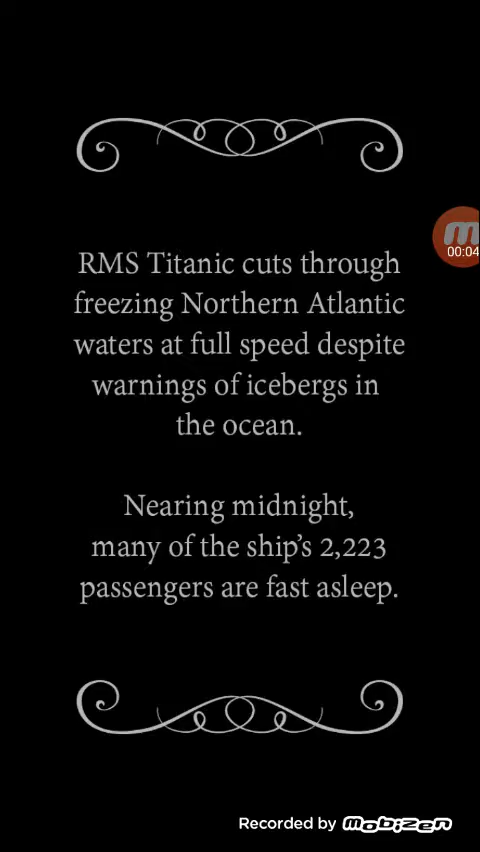 RMS Titanic cuts through
freezing Northern Atlantic
waters at full speed despite
warnings of icebergs in
the ocean.
00:04
Nearing midnight,
many of the ship's 2,223
passengers are fast asleep.
Recorded by mobizen